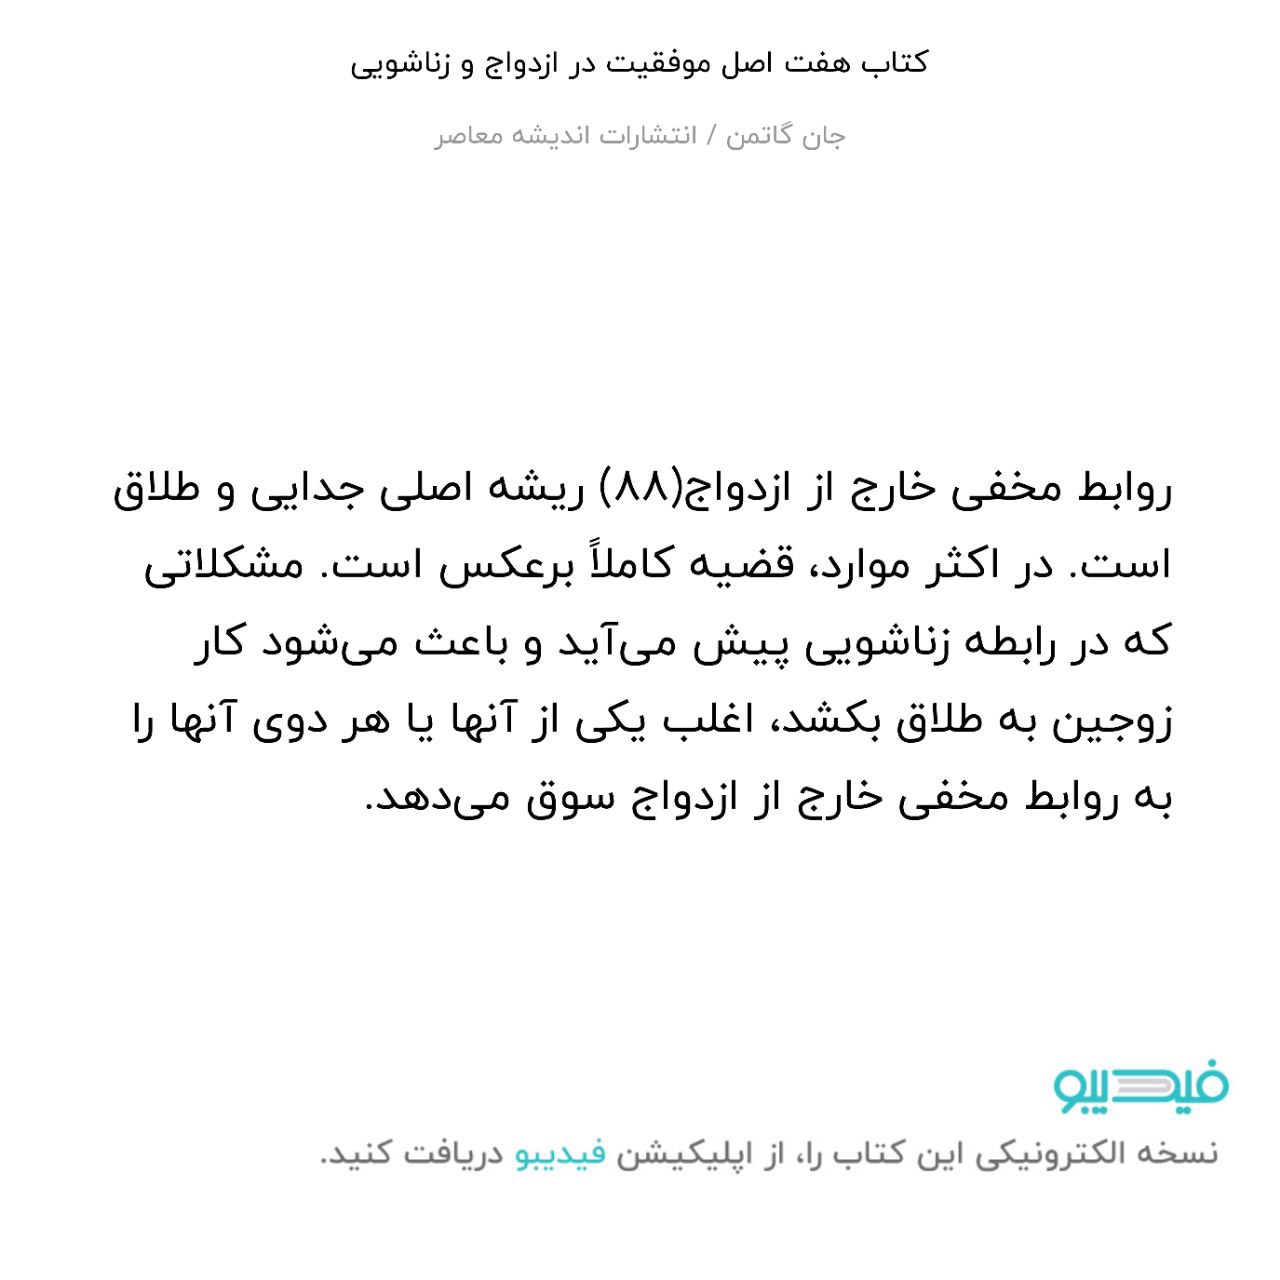 کتاب هفت اصل موفقیت در ازدواج و زناشویی
جان گاتمن / انتشارات اندیشه معاصر
روابط مخفی خارج از ازدواج(۸۸) ریشه اصلی جدایی و طلاق
است. در اکثر موارد، قضیه کاملاً برعکس است. مشکلاتی
که در رابطه زناشویی پیش می‌آید و باعث می‌شود کار
زوجین به طلاق بکشد، اغلب یکی از آنها یا هر دوی آنها را
به روابط مخفی خارج از ازدواج سوق می‌دهد.
فیدیبو
نسخه الکترونیکی این کتاب را، از اپلیکیشن فیدیبو دریافت کنید.